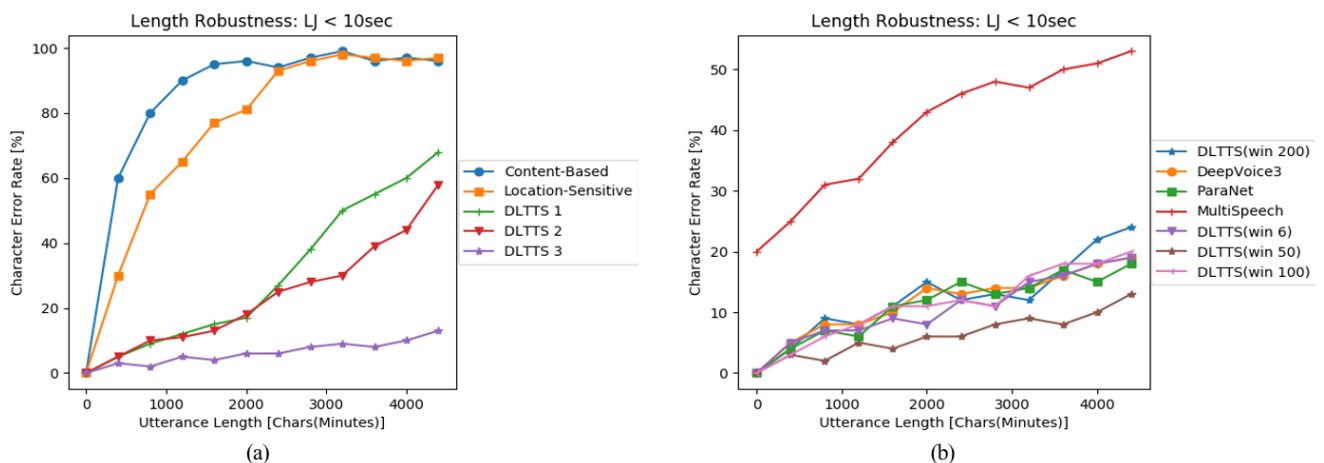 Length Robustness: LJ < 10sec
Character Error Rate [%]
100
80
60
40
20
0
0
1000
2000
3000
4000
Utterance Length [Chars(Minutes)]
Content-Based
Location-Sensitive
DLTTS 1
DLTTS 2
DLTTS 3
(a)
Length Robustness: LJ < 10sec
Character Error Rate [%]
50
40
30
20
10
0
0
1000
2000
3000
4000
Utterance Length [Chars(Minutes)]
DLTTS(win 200)
DeepVoice3
ParaNet
MultiSpeech
DLTTS(win 6)
DLTTS(win 50)
DLTTS(win 100)
(b)